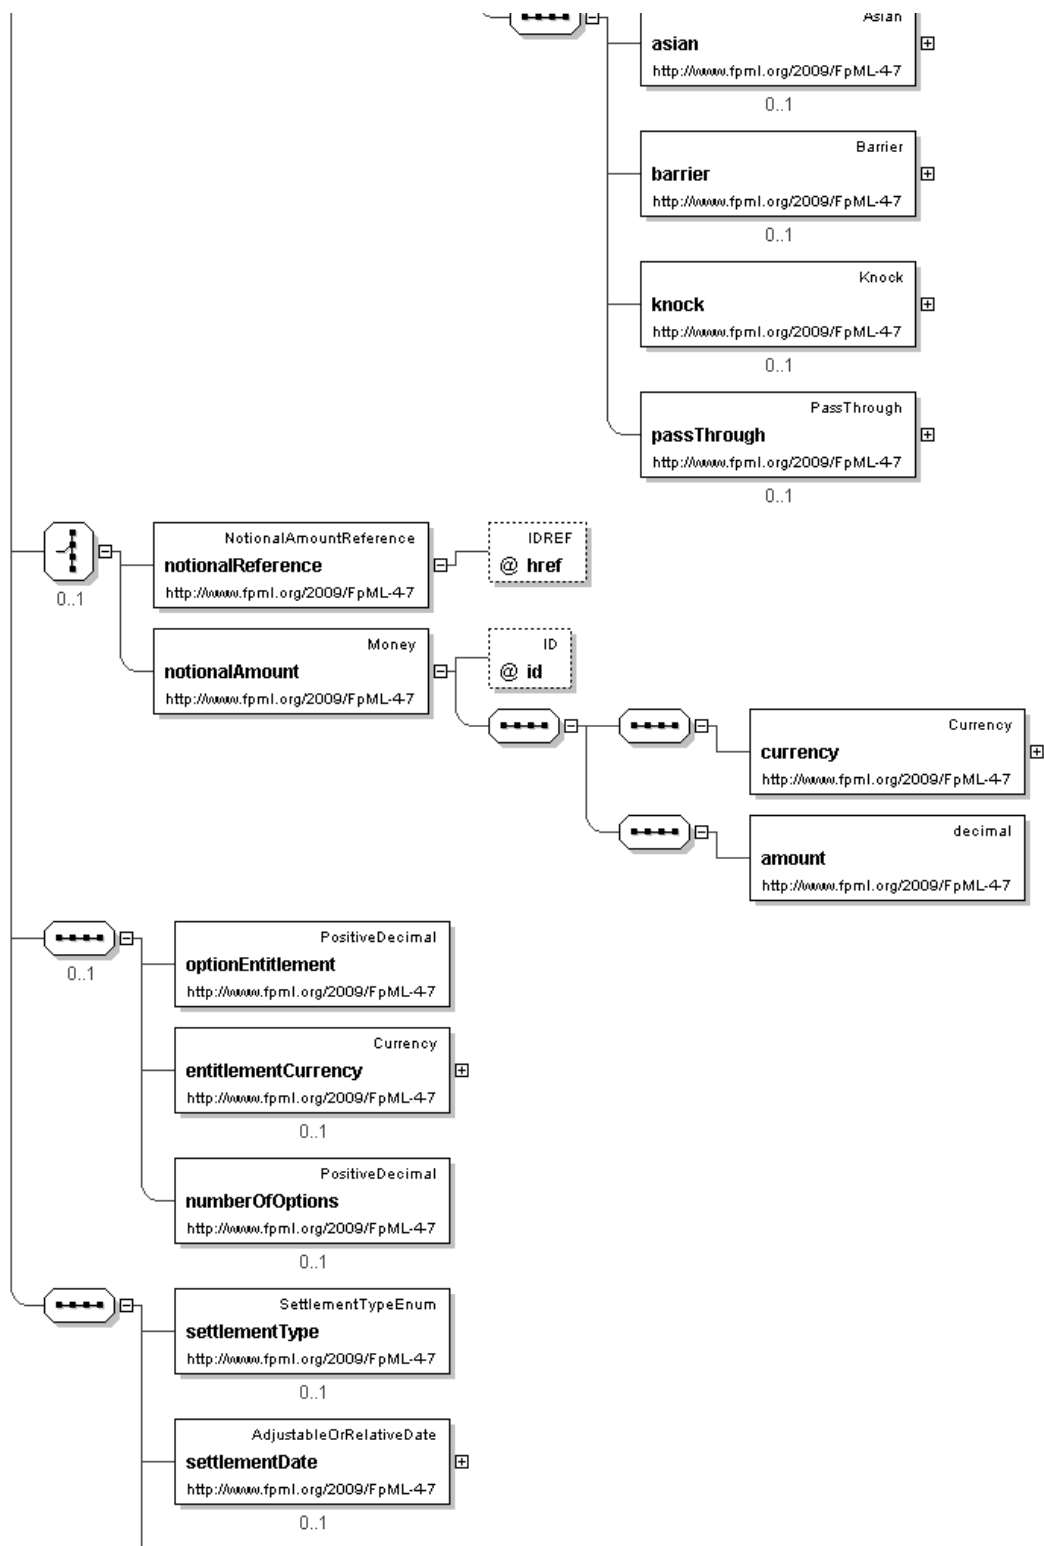 Asian
asian
http://www.fpml.org/2009/FpML-4-7
0..1
Barrier
barrier
http://www.fpml.org/2009/FpML-4-7
0..1
Knock
knock
http://www.fpml.org/2009/FpML-4-7
0..1
PassThrough
passThrough
http://www.fpml.org/2009/FpML-4-7
0..1
0..1
NotionalAmountReference
notionalReference
http://www.fpml.org/2009/FpML-4-7
IDREF
@ href
Money
notionalAmount
http://www.fpml.org/2009/FpML-4-7
ID
@ id
Currency
currency
http://www.fpml.org/2009/FpML-4-7
decimal
amount
http://www.fpml.org/2009/FpML-4-7
0..1
PositiveDecimal
optionEntitlement
http://www.fpml.org/2009/FpML-4-7
Currency
entitlementCurrency
http://www.fpml.org/2009/FpML-4-7
0..1
PositiveDecimal
numberOfOptions
http://www.fpml.org/2009/FpML-4-7
0..1
SettlementTypeEnum
settlementType
http://www.fpml.org/2009/FpML-4-7
0..1
AdjustableOrRelativeDate
settlementDate
http://www.fpml.org/2009/FpML-4-7
0..1